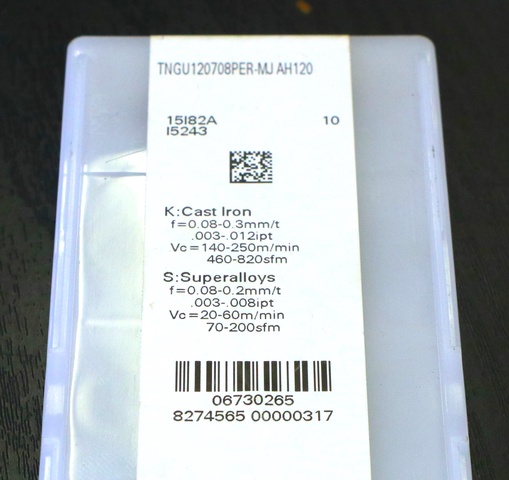 TNGU120708PER-MJ AH120
15I82A 10
I5243
K:Cast Iron
f=0.08-0.3mm/t
.003-.012ipt
Vc=140-250m/min
460-820sfm
S:Superalloys
f=0.08-0.2mm/t
.003-.008ipt
Vc=20-60m/min
70-200sfm
06730265
8274565 00000317